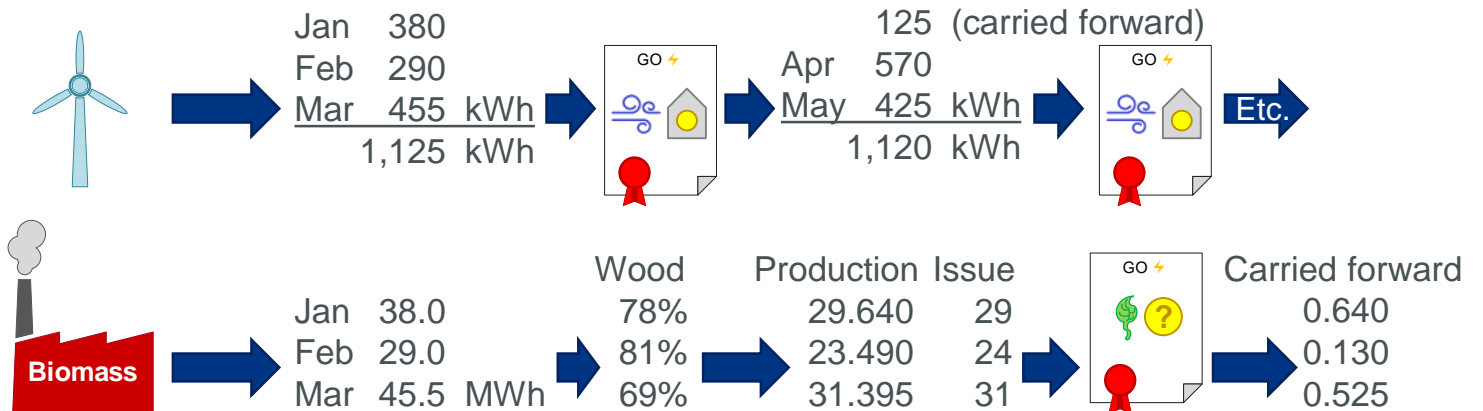 Jan 380
Feb 290
Mar 455 kWh
1,125 kWh
GO
125 (carried forward)
Apr 570
May 425 kWh
1,120 kWh
GO
Etc.
Biomass
Jan 38.0
Feb 29.0
Mar 45.5 MWh
Wood
78%
81%
69%
Production Issue
29.640 29
23.490 24
31.395 31
GO
?
Carried forward
0.640
0.130
0.525